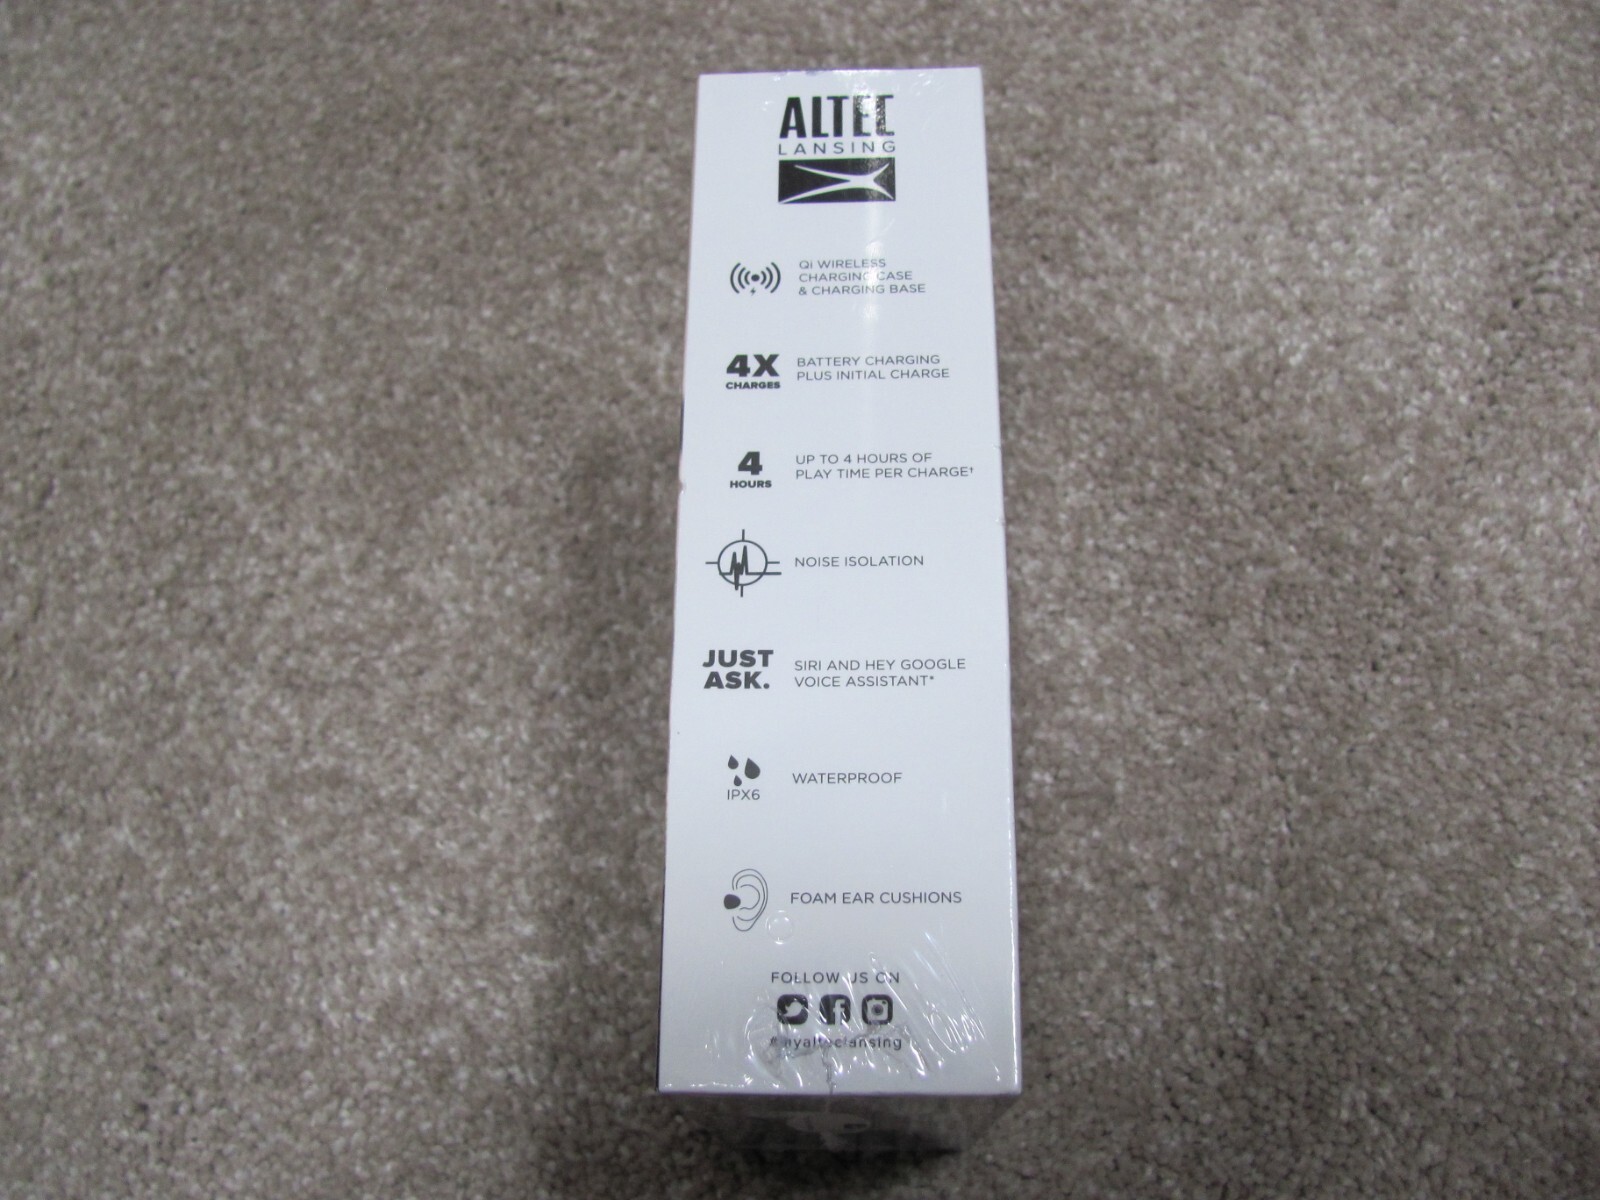 ALTEC
LANSING
Qi WIRELESS
CHARGING CASE
& CHARGING BASE
4X
CHARGES
BATTERY CHARGING
PLUS INITIAL CHARGE
4
HOURS
UP TO 4 HOURS OF
PLAY TIME PER CHARGE†
NOISE ISOLATION
JUST
ASK.
SIRI AND HEY GOOGLE
VOICE ASSISTANT*
IPX6
WATERPROOF
FOAM EAR CUSHIONS
FOLLOW US ON
#myalteclansing